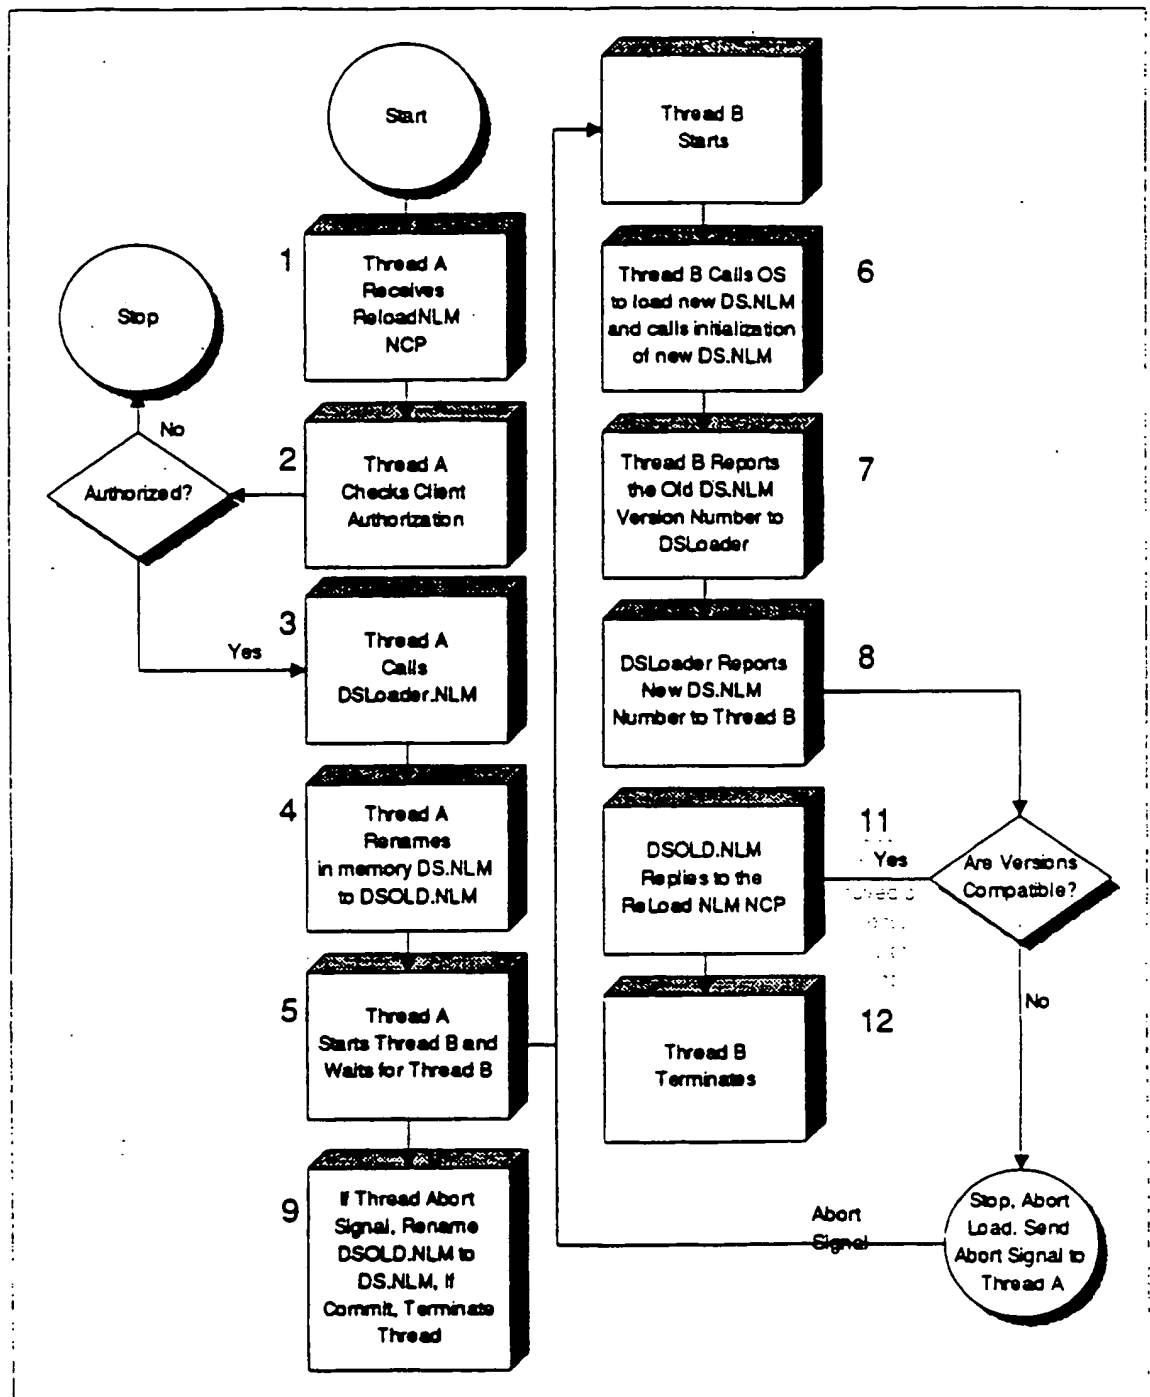 Start
1
Thread A
Receives
ReloadNLM
NCP
Stop
No
2
Thread A
Checks Client
Authorization
Authorized?
Yes
3
Thread A
Calls
DSLoader.NLM
4
Thread A
Renames
in memory DS.NLM
to DSOLD.NLM
5
Thread A
Starts Thread B and
Waits for Thread B
9
If Thread Abort
Signal, Rename
DSOLD.NLM to
DS.NLM, If
Commit, Terminate
Thread
Thread B
Starts
6
Thread B Calls OS
to load new DS.NLM
and calls initialization
of new DS.NLM
7
Thread B Reports
the Old DS.NLM
Version Number to
DSLoader
8
DSLoader Reports
New DS.NLM
Number to Thread B
Are Versions
Compatible?
11
Yes
DSOLD.NLM
Replies to the
ReLoad NLM NCP
12
Thread B
Terminates
No
Stop, Abort
Load. Send
Abort Signal to
Thread A
Abort
Signal